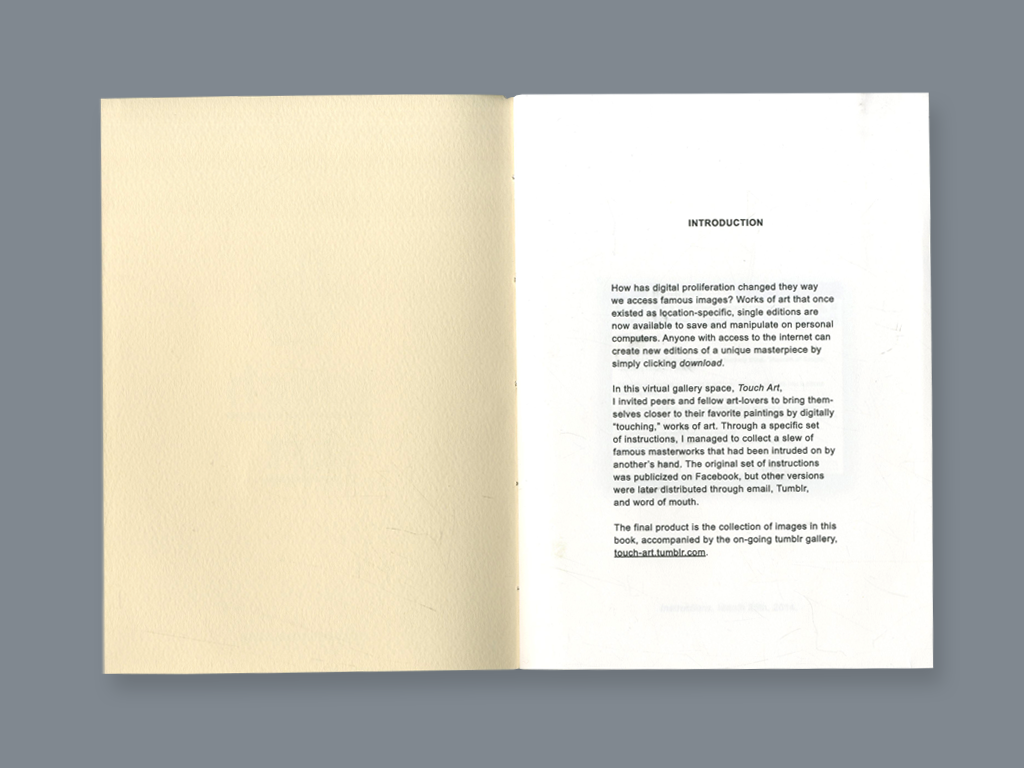 INTRODUCTION
How has digital proliferation changed they way
we access famous images? Works of art that once
existed as location-specific, single editions are
now available to save and manipulate on personal
computers. Anyone with access to the internet can
create new editions of a unique masterpiece by
simply clicking download.
In this virtual gallery space, Touch Art,
I invited peers and fellow art-lovers to bring them-
selves closer to their favorite paintings by digitally
"touching," works of art. Through a specific set
of instructions, I managed to collect a slew of
famous masterworks that had been intruded on by
another's hand. The original set of instructions
was publicized on Facebook, but other versions
were later distributed through email, Tumblr,
and word of mouth.
The final product is the collection of images in this
book, accompanied by the on-going tumblr gallery,
touch-art.tumblr.com.